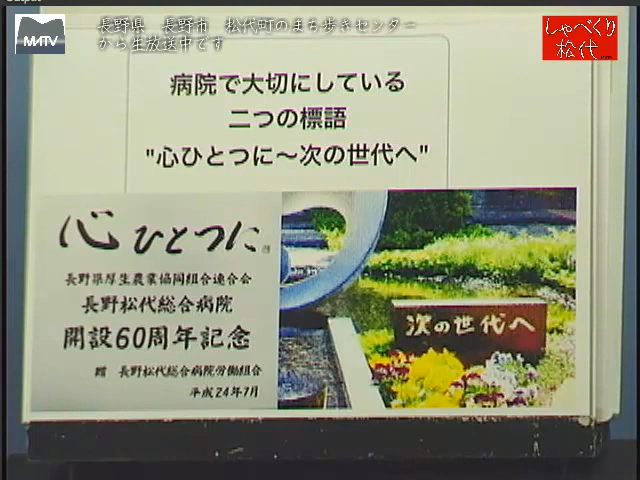 MATV
長野県 長野市 松代町のまち歩きセンター
から生放送中です
しゃべくり
松代
病院で大切にしている
二つの標語
"心ひとつに～次の世代へ"
心ひとつに
長野県厚生農業協同組合連合会
長野松代総合病院
開設60周年記念
贈 長野松代総合病院労働組合
平成24年7月
次の世代へ